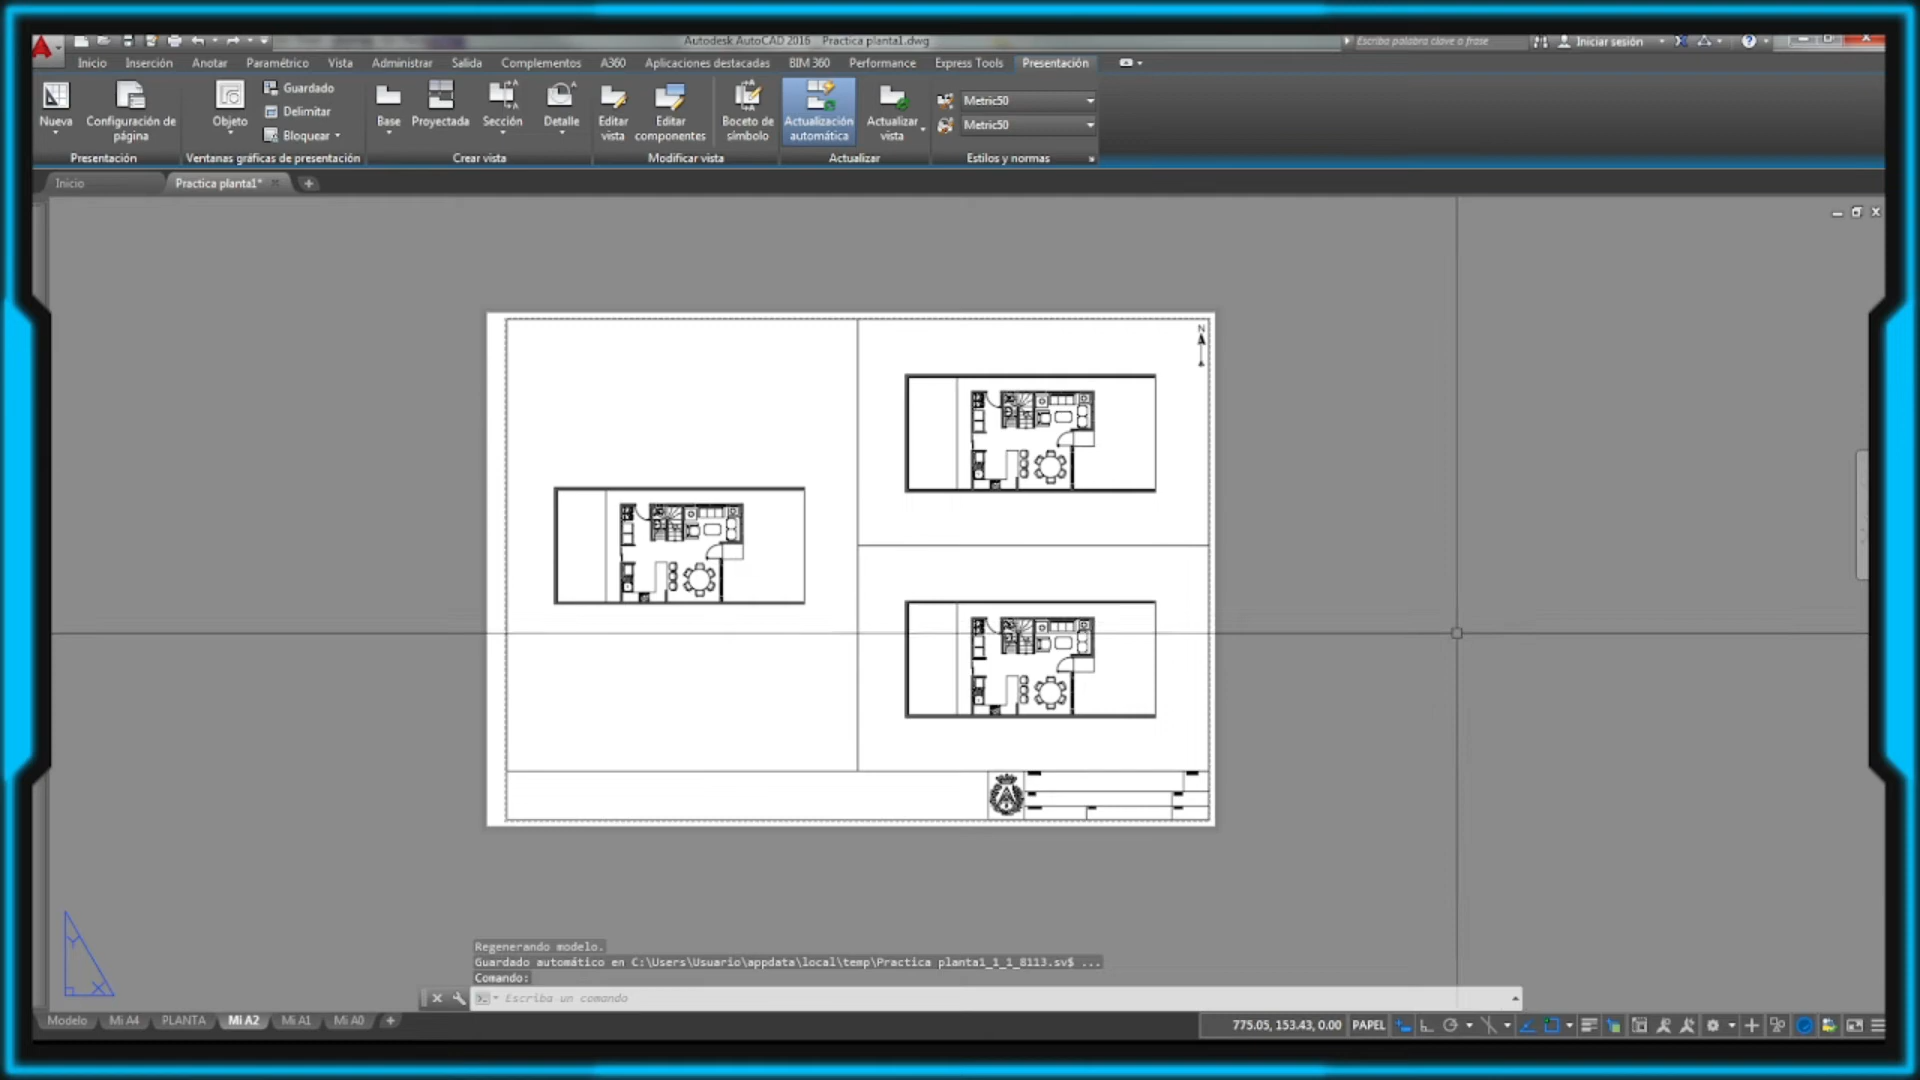 Autodesk AutoCAD 2016 Practica planta1.dwg
Escriba palabra clave o frase
Iniciar sesión
Inicio Inserción Anotar Paramétrico Vista Administrar Salida Complementos A360 Aplicaciones destacadas BIM 360 Performance Express Tools Presentación
Nueva
Configuración de página
Objeto
Guardado
Delimitar
Bloquear
Base
Proyectada
Sección
Detalle
Editar vista
Editar componentes
Boceto de símbolo
Actualización automática
Actualizar vista
Metric50
Metric50
Presentación
Ventanas gráficas de presentación
Crear vista
Modificar vista
Actualizar
Estilos y normas
Inicio
Practica planta1*
N
Y
X
Regenerando modelo.
Guardado automático en C:\Users\Usuario\appdata\local\temp\Practica planta1_1_1_8113.sv$ ...
Comando:
Escriba un comando
Modelo Mi A4 PLANTA Mi A2 Mi A1 Mi A0 +
775.05, 153.43, 0.00 PAPEL